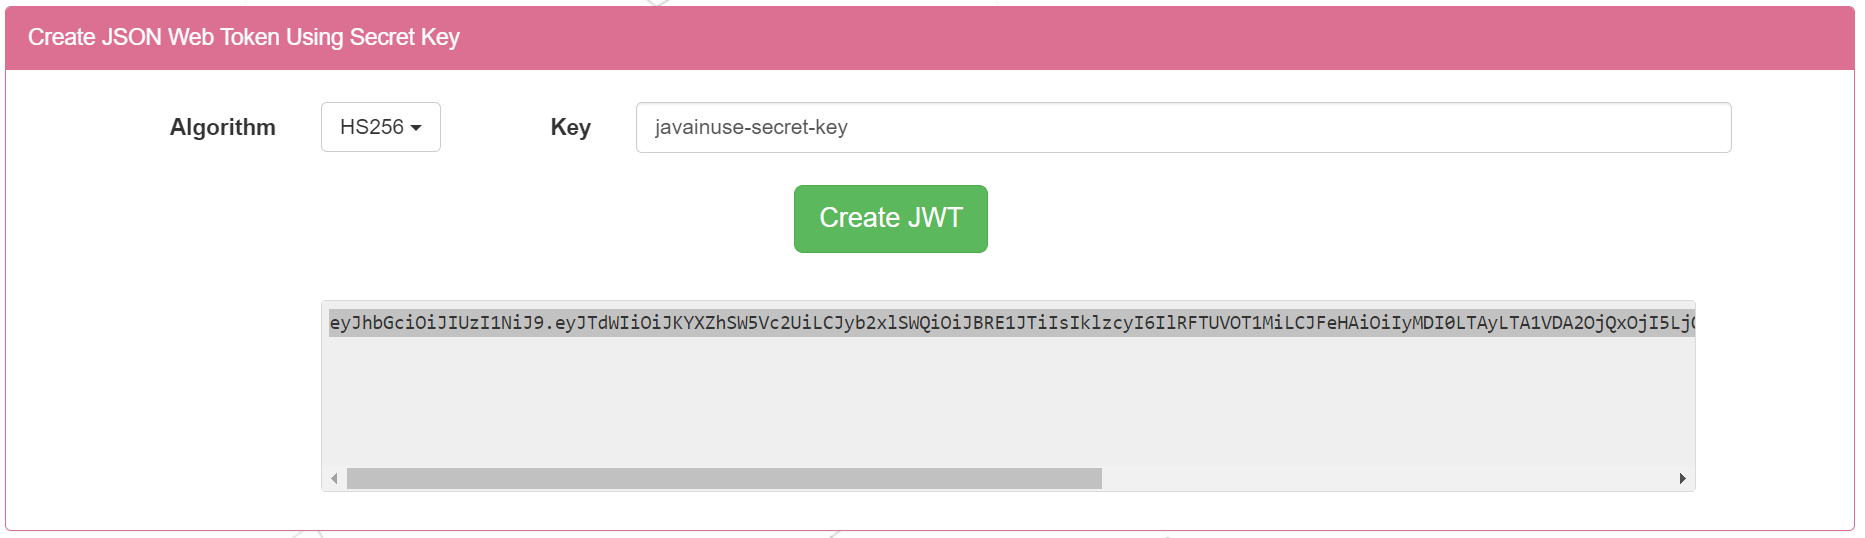 Create JSON Web Token Using Secret Key
Algorithm HS256 Key javainuse-secret-key
Create JWT
eyJhbGciOiJIUzI1NiJ9.eyJTdWIiOiJKYXZhSW5Vc2UiLCJyb2xlSWQiOiJBRE1JTiIsIklzcyI6IlRFTUVOT1MiLCJFeHAiOiIyMDI0LTAyLTA1VDA2OjQxOjI5Lj